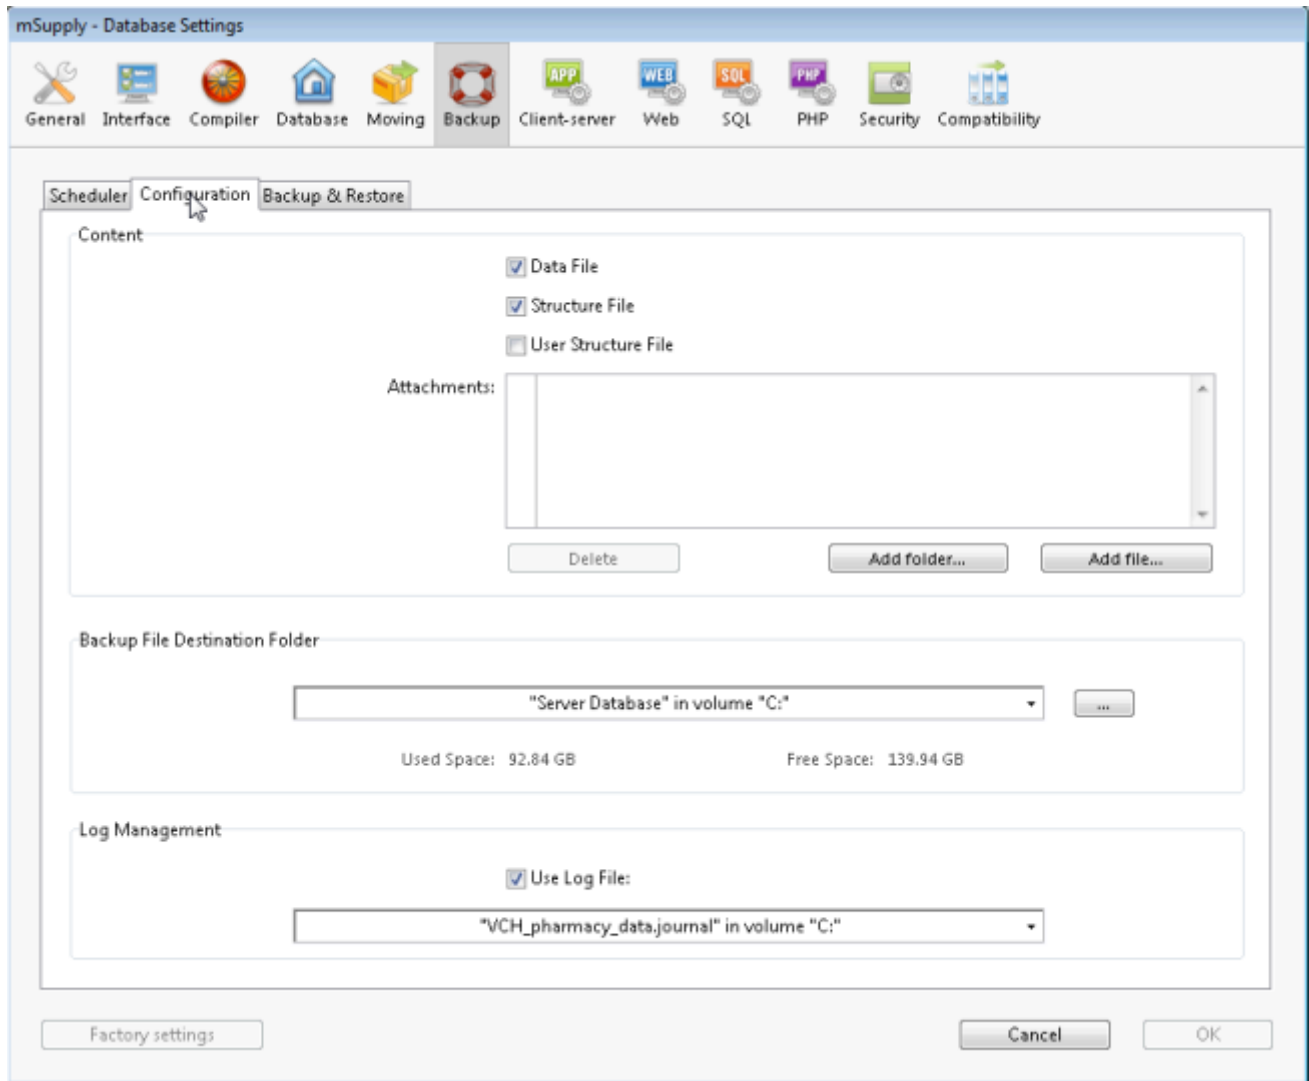 mSupply - Database Settings
APP WEB SQL PHP
General Interface Compiler Database Moving Backup Client-server Web SQL PHP Security Compatibility
Scheduler Configuration Backup & Restore
Content
Data File
Structure File
User Structure File
Attachments:
Delete Add folder... Add file...
Backup File Destination Folder
"Server Database" in volume "C:"
...
Used Space: 92.84 GB Free Space: 139.94 GB
Log Management
Use Log File:
"VCH_pharmacy_data.journal" in volume "C:"
Factory settings Cancel OK